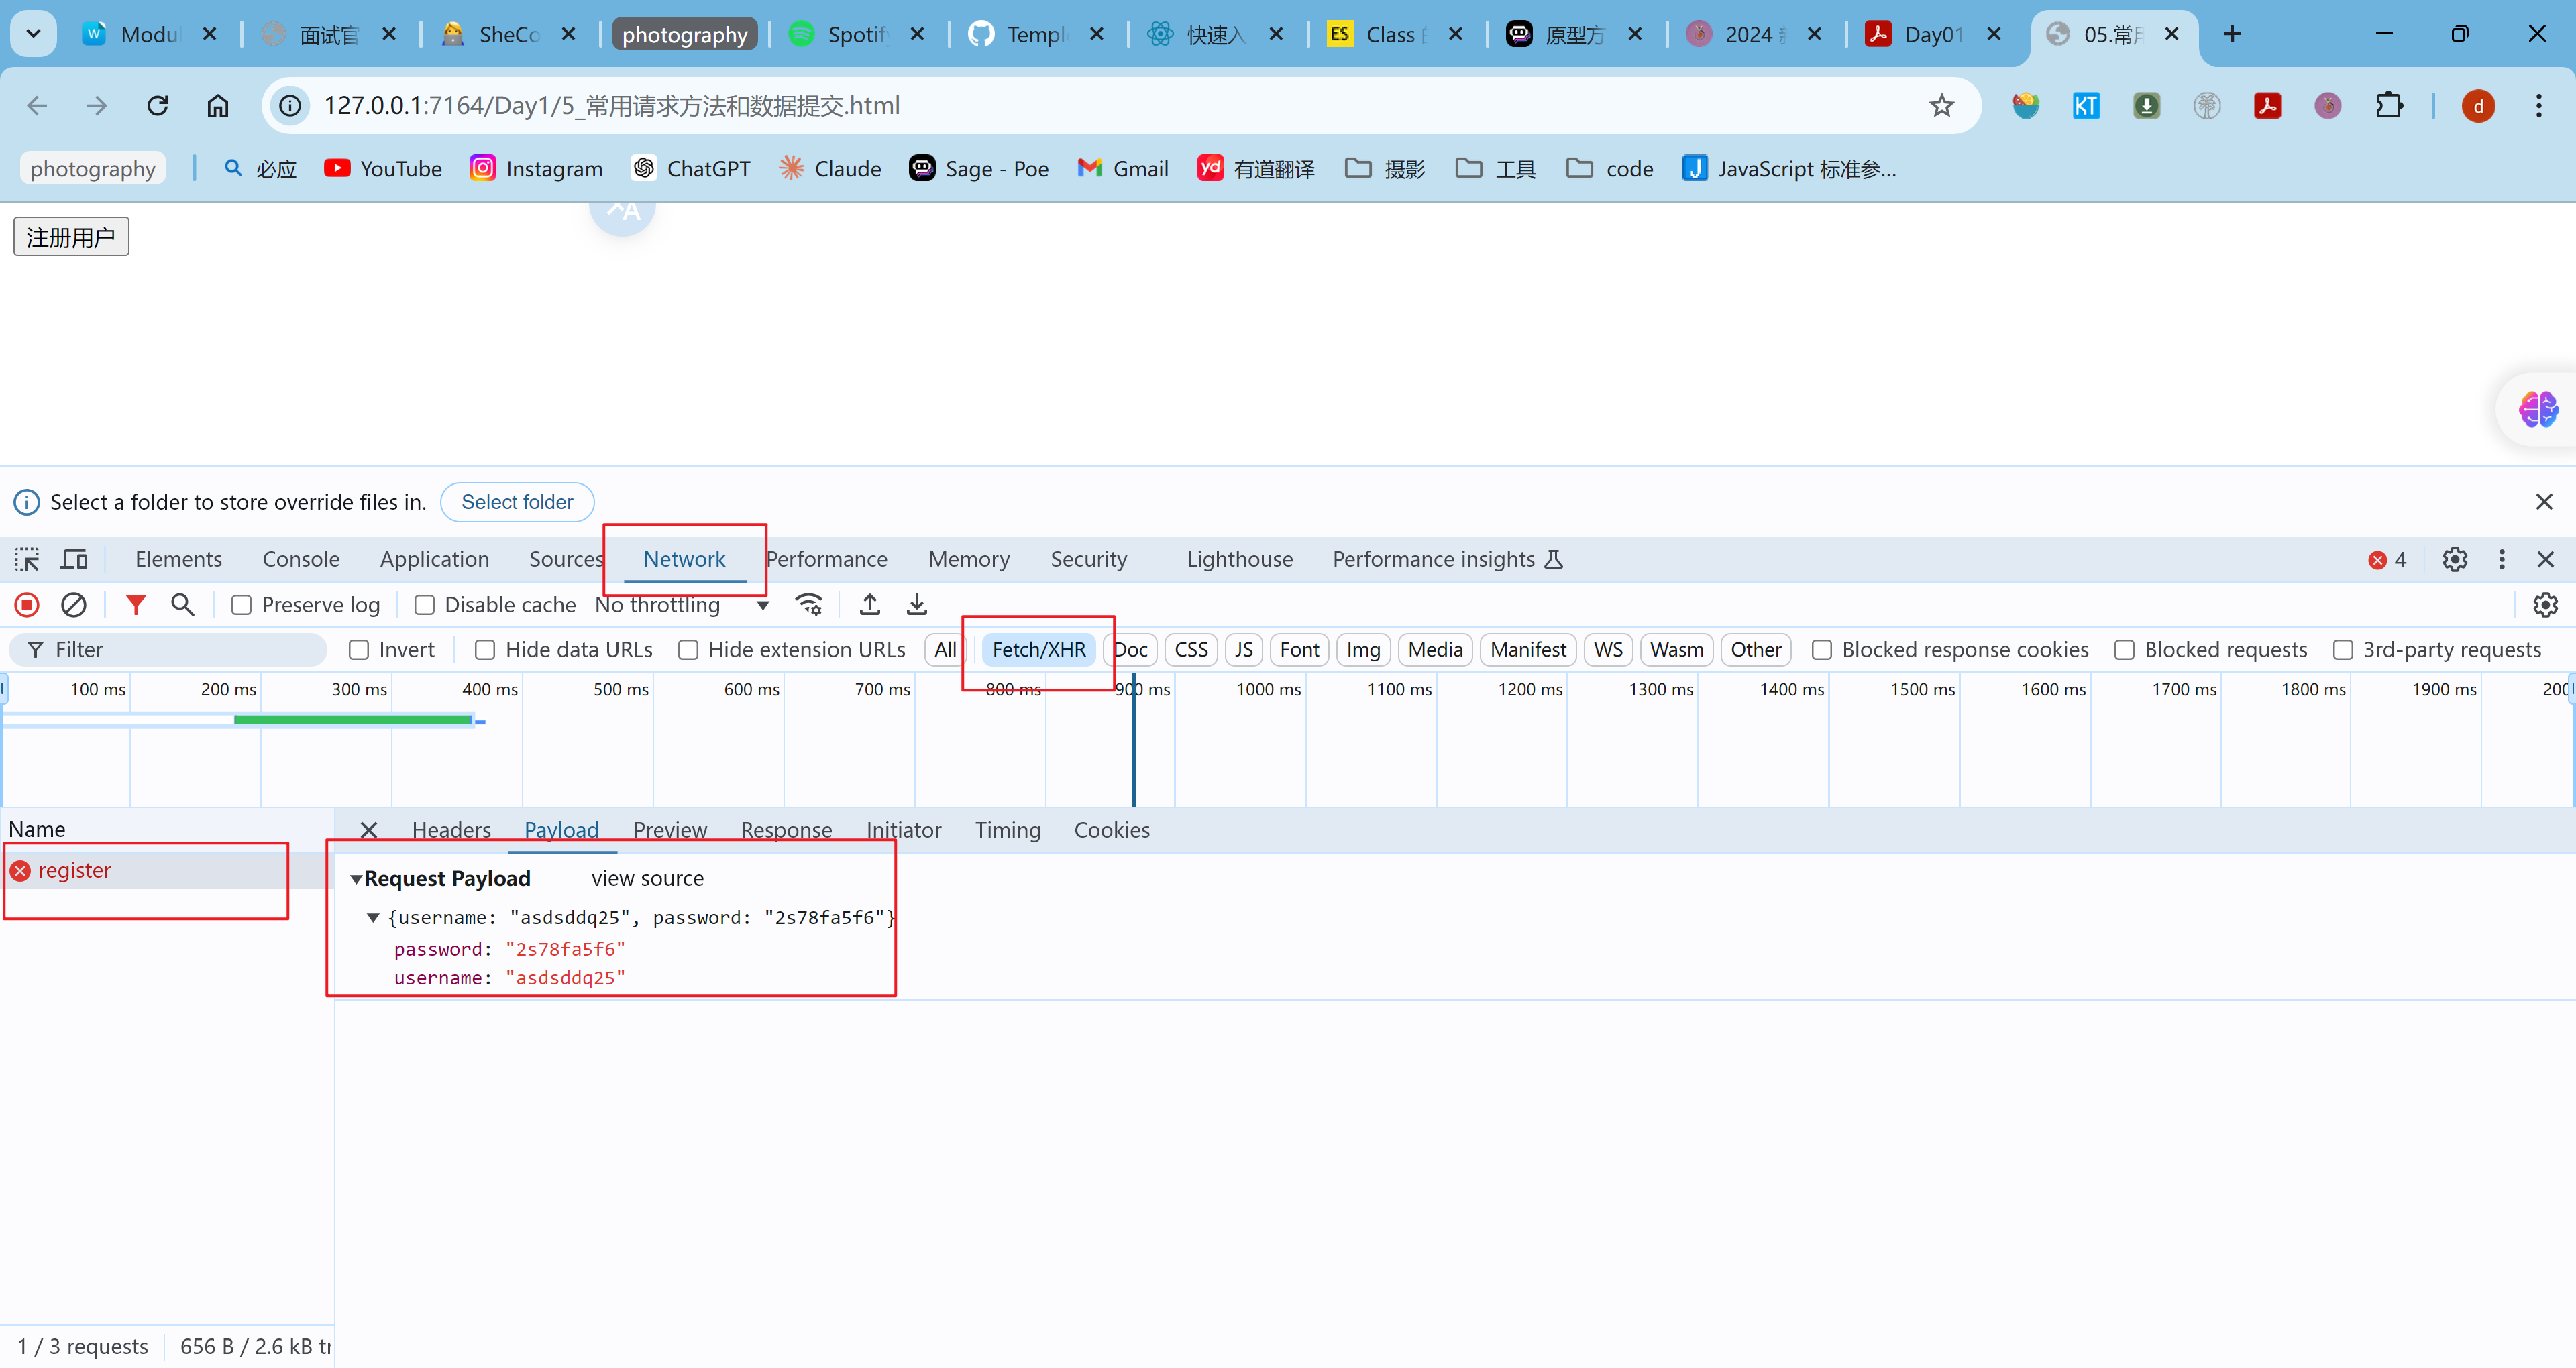 Modu 面试官 SheCo photography Spotif Templ 快速入 Class 原型方 2024 Day01 05.常用
127.0.0.1:7164/Day1/5_常用请求方法和数据提交.html
photography 必应 YouTube Instagram ChatGPT Claude Sage - Poe Gmail 有道翻译 摄影 工具 code JavaScript 标准参...
注册用户
Select a folder to store override files in. Select folder
Elements Console Application Sources Network Performance Memory Security Lighthouse Performance insights 4
Preserve log Disable cache No throttling
Filter Invert Hide data URLs Hide extension URLs All Fetch/XHR Doc CSS JS Font Img Media Manifest WS Wasm Other Blocked response cookies Blocked requests 3rd-party requests
100 ms 200 ms 300 ms 400 ms 500 ms 600 ms 700 ms 800 ms 900 ms 1000 ms 1100 ms 1200 ms 1300 ms 1400 ms 1500 ms 1600 ms 1700 ms 1800 ms 1900 ms 200
Name Headers Payload Preview Response Initiator Timing Cookies
register
Request Payload view source
{username: "asdsddq25", password: "2s78fa5f6"}
password: "2s78fa5f6"
username: "asdsddq25"
1 / 3 requests 656 B / 2.6 kB tr